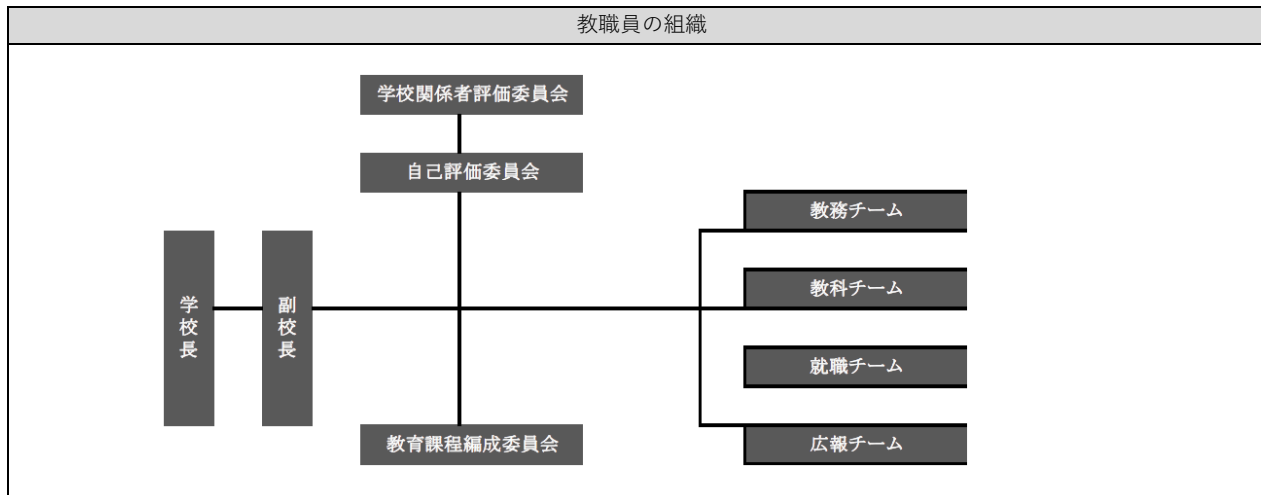 教職員の組織
学校関係者評価委員会
自己評価委員会
教務チーム
学校長
副校長
教科チーム
就職チーム
教育課程編成委員会
広報チーム